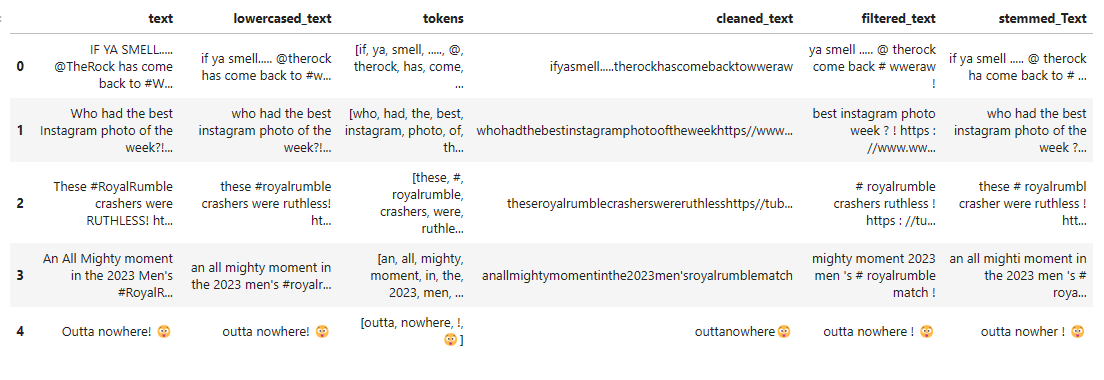 text lowercased_text tokens cleaned_text filtered_text stemmed_Text
0 IF YA SMELL..... @TheRock has come back to #W... if ya smell..... @therock has come back to #w... [if, ya, smell, ....., @, therock, has, come, ... ifyasmell.....therockhascomebacktowweraw ya smell ..... @ therock come back # wweraw ! if ya smell ..... @ therock ha come back to # ...
1 Who had the best Instagram photo of the week?!... who had the best instagram photo of the week?!... [who, had, the, best, instagram, photo, of, th... whohadthebestinstagramphotooftheweekhttps//www... best instagram photo week ? ! https : //www.ww... who had the best instagram photo of the week ?...
2 These #RoyalRumble crashers were RUTHLESS! ht... these #royalrumble crashers were ruthless! ht... [these, #, royalrumble, crashers, were, ruthle... theseroyalrumblecrasherswereruthlesshttps//tub... # royalrumble crashers ruthless ! https : //tu... these # royalrumbl crasher were ruthless ! htt...
3 An All Mighty moment in the 2023 Men's #RoyalR... an all mighty moment in the 2023 men's #royalr... [an, all, mighty, moment, in, the, 2023, men, ... anallmightymomentinthe2023men'sroyalrumblematch mighty moment 2023 men 's # royalrumble match ! an all mighti moment in the 2023 men 's # roya...
4 Outta nowhere! 😲 outta nowhere! 😲 [outta, nowhere, !, 😲] outtanowhere😲 outta nowhere ! 😲 outta nowher ! 😲